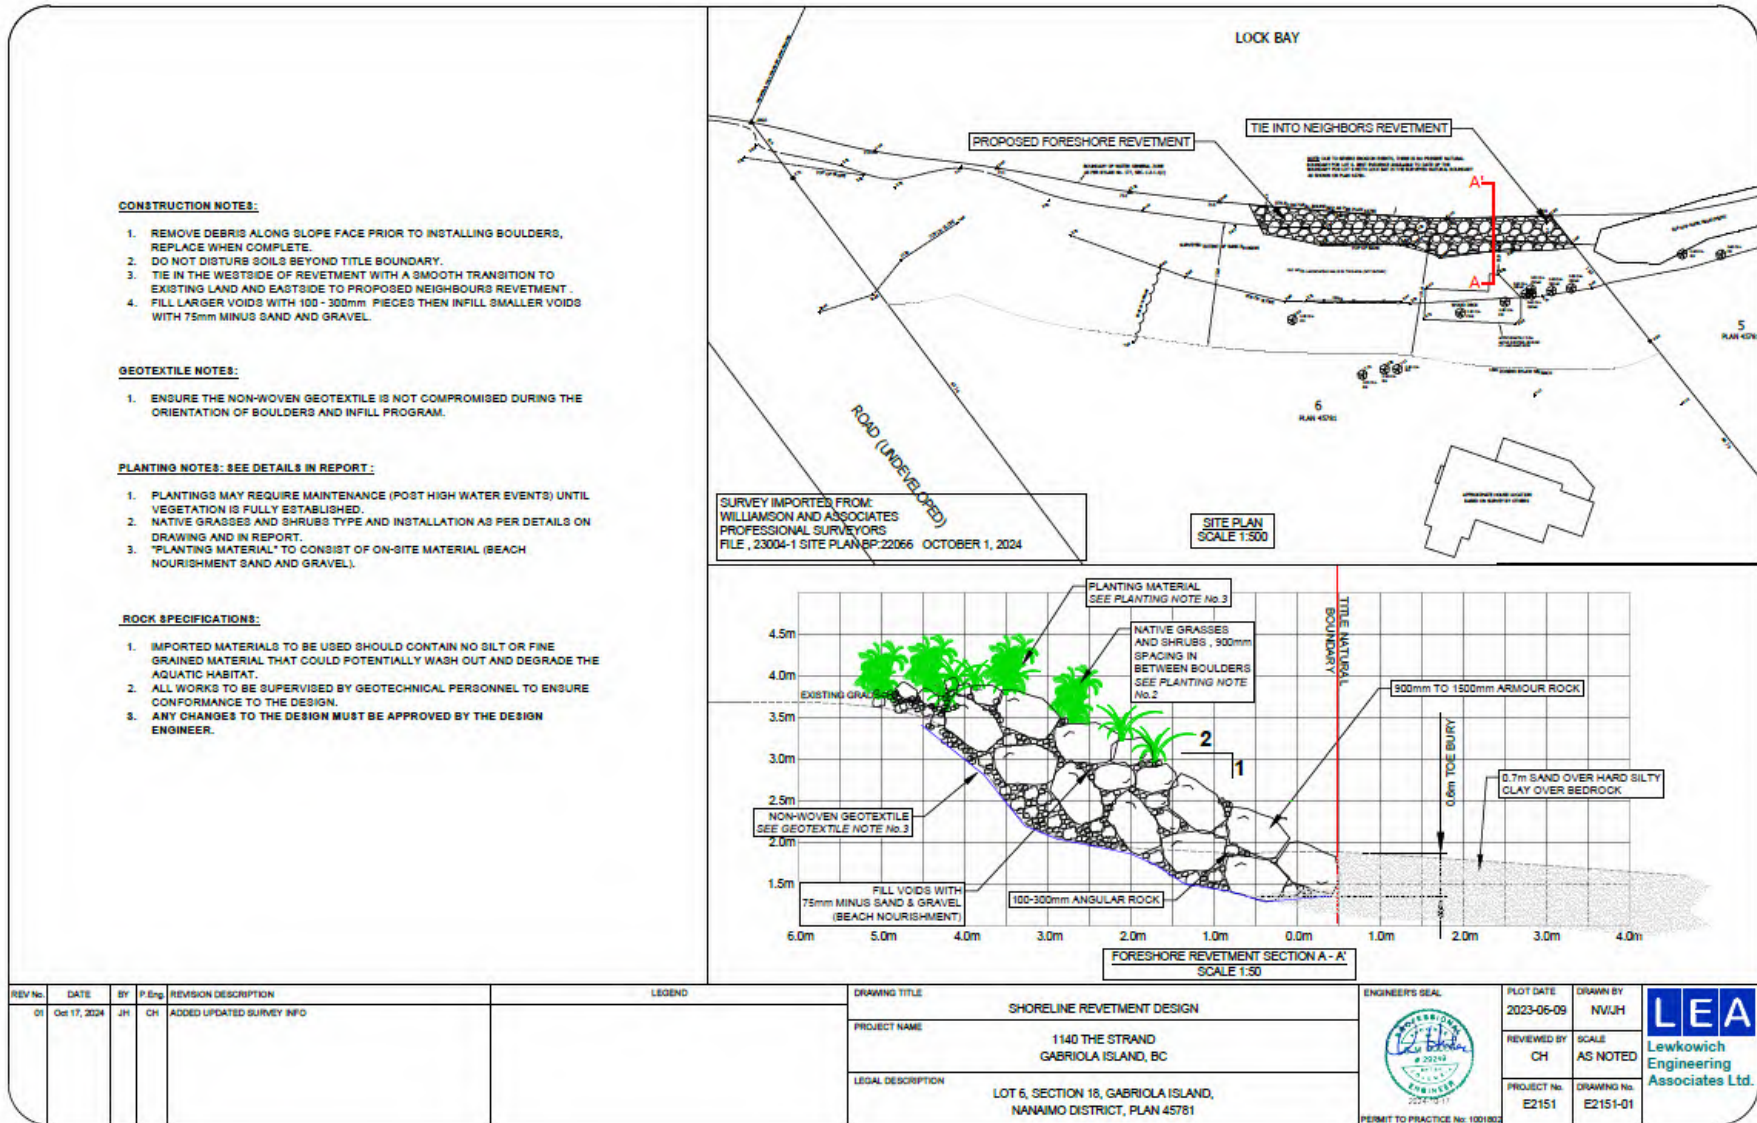 CONSTRUCTION NOTES:
1. REMOVE DEBRIS ALONG SLOPE FACE PRIOR TO INSTALLING BOULDERS,
REPLACE WHEN COMPLETE.
2. DO NOT DISTURB SOILS BEYOND TITLE BOUNDARY.
3. TIE IN THE WESTSIDE OF REVETMENT WITH A SMOOTH TRANSITION TO
EXISTING LAND AND EASTSIDE TO PROPOSED NEIGHBOURS REVETMENT .
4. FILL LARGER VOIDS WITH 100 - 300mm PIECES THEN INFILL SMALLER VOIDS
WITH 75mm MINUS SAND AND GRAVEL.
GEOTEXTILE NOTES:
1. ENSURE THE NON-WOVEN GEOTEXTILE IS NOT COMPROMISED DURING THE
ORIENTATION OF BOULDERS AND INFILL PROGRAM.
PLANTING NOTES: SEE DETAILS IN REPORT :
1. PLANTINGS MAY REQUIRE MAINTENANCE (POST HIGH WATER EVENTS) UNTIL
VEGETATION IS FULLY ESTABLISHED.
2. NATIVE GRASSES AND SHRUBS TYPE AND INSTALLATION AS PER DETAILS ON
DRAWING AND IN REPORT.
3. "PLANTING MATERIAL" TO CONSIST OF ON-SITE MATERIAL (BEACH
NOURISHMENT SAND AND GRAVEL).
ROCK SPECIFICATIONS:
1. IMPORTED MATERIALS TO BE USED SHOULD CONTAIN NO SILT OR FINE
GRAINED MATERIAL THAT COULD POTENTIALLY WASH OUT AND DEGRADE THE
AQUATIC HABITAT.
2. ALL WORKS TO BE SUPERVISED BY GEOTECHNICAL PERSONNEL TO ENSURE
CONFORMANCE TO THE DESIGN.
3. ANY CHANGES TO THE DESIGN MUST BE APPROVED BY THE DESIGN
ENGINEER.
LOCK BAY
PROPOSED FORESHORE REVETMENT
TIE INTO NEIGHBORS REVETMENT
A'
A
5
PLAN 45781
6
PLAN 45781
ROAD (UNDEVELOPED)
SURVEY IMPORTED FROM:
WILLIAMSON AND ASSOCIATES
PROFESSIONAL SURVEYORS
FILE , 23004-1 SITE PLAN BP:22066 OCTOBER 1, 2024
SITE PLAN
SCALE 1:500
PLANTING MATERIAL
SEE PLANTING NOTE No.3
NATIVE GRASSES
AND SHRUBS , 900mm
SPACING IN
BETWEEN BOULDERS
SEE PLANTING NOTE
No.2
TITLE NATURAL
BOUNDARY
900mm TO 1500mm ARMOUR ROCK
0.6m TOE BURY
0.7m SAND OVER HARD SILTY
CLAY OVER BEDROCK
4.5m
4.0m
3.5m
3.0m
2.5m
2.0m
1.5m
EXISTING GRADE
2
1
NON-WOVEN GEOTEXTILE
SEE GEOTEXTILE NOTE No.3
FILL VOIDS WITH
75mm MINUS SAND & GRAVEL
(BEACH NOURISHMENT)
100-300mm ANGULAR ROCK
6.0m 5.0m 4.0m 3.0m 2.0m 1.0m 0.0m 1.0m 2.0m 3.0m 4.0m
FORESHORE REVETMENT SECTION A - A'
SCALE 1:50
REV No. DATE BY P.Eng. REVISION DESCRIPTION
01 Oct 17, 2024 JH CH ADDED UPDATED SURVEY INFO
LEGEND
DRAWING TITLE
SHORELINE REVETMENT DESIGN
PROJECT NAME
1140 THE STRAND
GABRIOLA ISLAND, BC
LEGAL DESCRIPTION
LOT 6, SECTION 18, GABRIOLA ISLAND,
NANAIMO DISTRICT, PLAN 45781
ENGINEER'S SEAL
PROFESSIONAL
ENGINEER
PLOT DATE
2023-06-09
DRAWN BY
NV/JH
REVIEWED BY
CH
SCALE
AS NOTED
PROJECT No.
E2151
DRAWING No.
E2151-01
LEA
Lewkowich
Engineering
Associates Ltd.